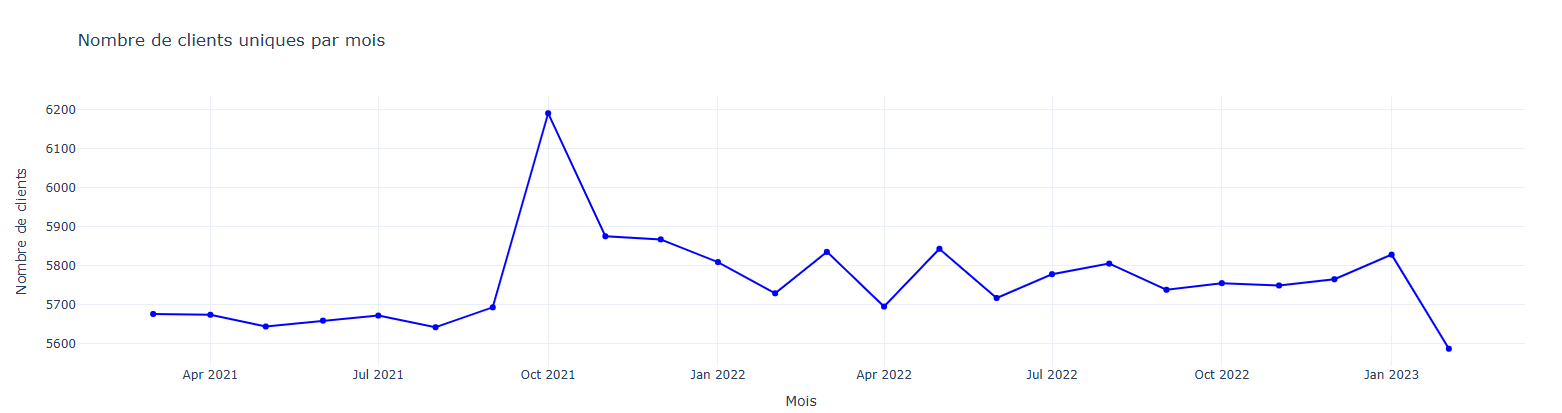 Nombre de clients uniques par mois
Nombre de clients
6200
6100
6000
5900
5800
5700
5600
Apr 2021 Jul 2021 Oct 2021 Jan 2022 Apr 2022 Jul 2022 Oct 2022 Jan 2023
Mois